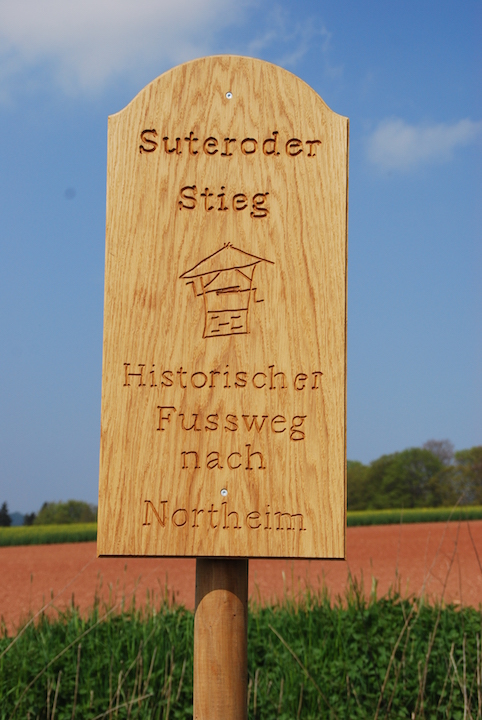 Suteroder
Stieg
Historischer
Fussweg
nach
Northeim